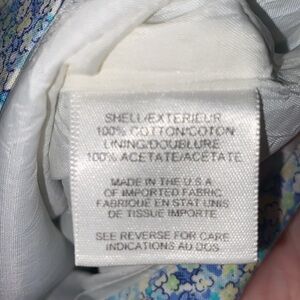 SHELL/EXTERIEUR
100% COTTON/COTON
LINING/DOUBLURE
100% ACETATE/ACÉTATE
MADE IN THE U.S.A
OF IMPORTED FABRIC
FABRIQUE EN ETAT UNIS
DE TISSUE IMPORTE
SEE REVERSE FOR CARE
INDICATIONS AU DOS